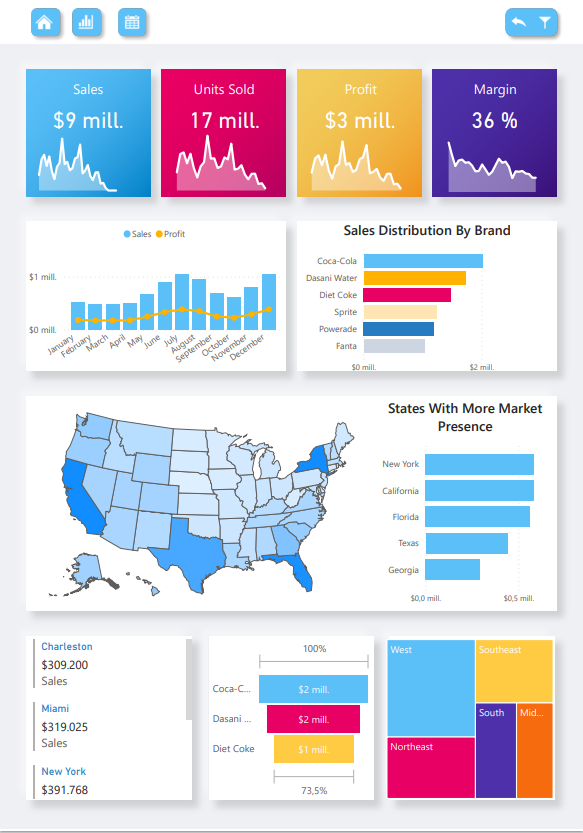 Sales
$9 mill.
Units Sold
17 mill.
Profit
$3 mill.
Margin
36 %
Sales Profit
$1 mill.
$0 mill.
January
February
March
April
May
June
July
August
September
October
November
December
Sales Distribution By Brand
Coca-Cola
Dasani Water
Diet Coke
Sprite
Powerade
Fanta
$0 mill. $2 mill.
States With More Market
Presence
New York
California
Florida
Texas
Georgia
$0,0 mill. $0,5 mill.
Charleston
$309.200
Sales
Miami
$319.025
Sales
New York
$391.768
100%
Coca-C... $2 mill.
Dasani ... $2 mill.
Diet Coke $1 mill.
73,5%
West
Southeast
Northeast
South
Mid...